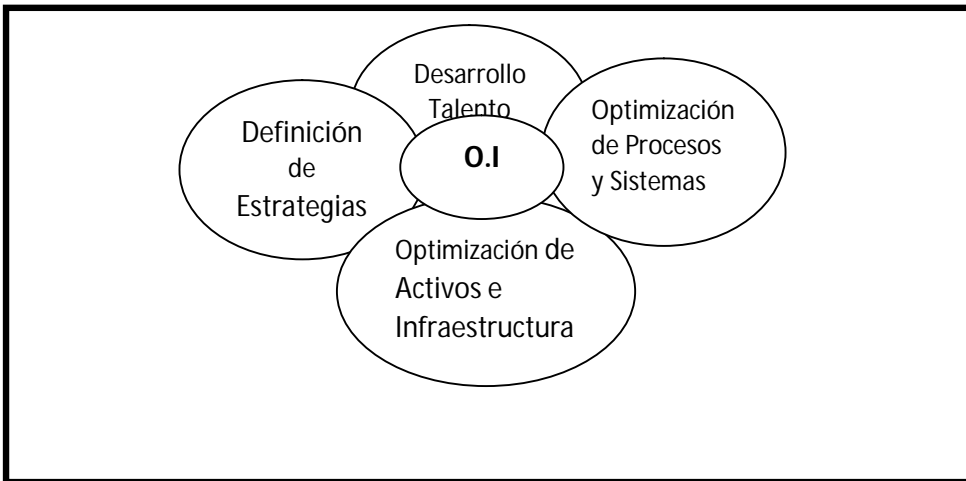 Desarrollo
Talento
Definición
de
Estrategias
O.I
Optimización
de Procesos
y Sistemas
Optimización de
Activos e
Infraestructura